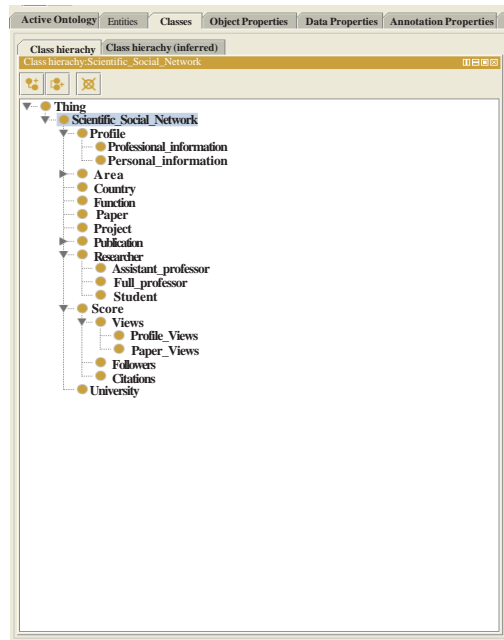 Active Ontology Entities Classes Object Properties Data Properties Annotation Properties
Class hierachy Class hierachy (inferred)
Class hierachy:Scientific_Social_Network
Thing
Scientific_Social_Network
Profile
Professional_information
Personal_information
Area
Country
Function
Paper
Project
Publication
Researcher
Assistant_professor
Full_professor
Student
Score
Views
Profile_Views
Paper_Views
Followers
Citations
University